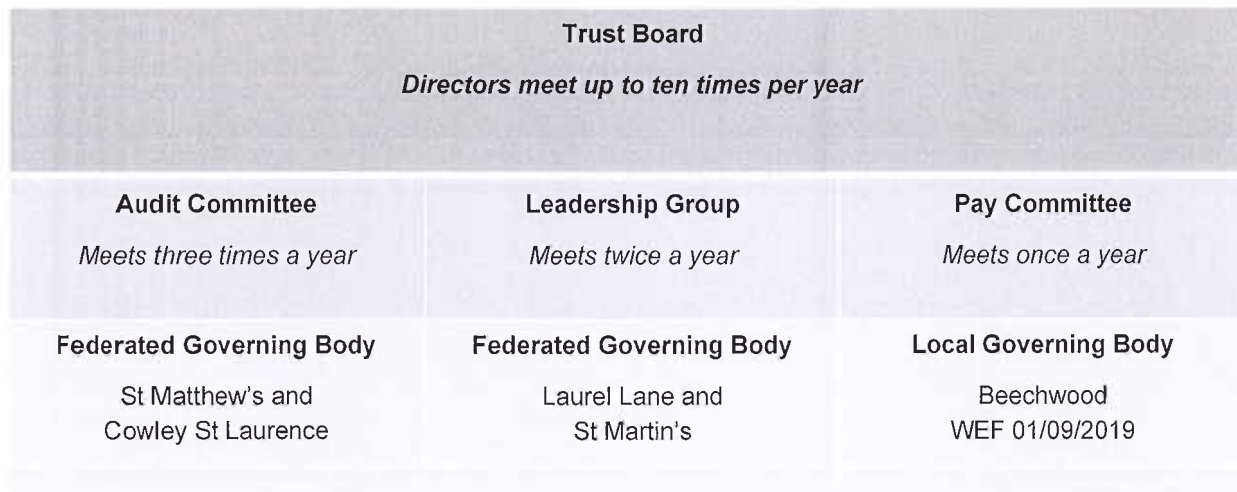 Trust Board
Directors meet up to ten times per year
Audit Committee
Meets three times a year
Leadership Group
Meets twice a year
Pay Committee
Meets once a year
Federated Governing Body
St Matthew's and
Cowley St Laurence
Federated Governing Body
Laurel Lane and
St Martin's
Local Governing Body
Beechwood
WEF 01/09/2019